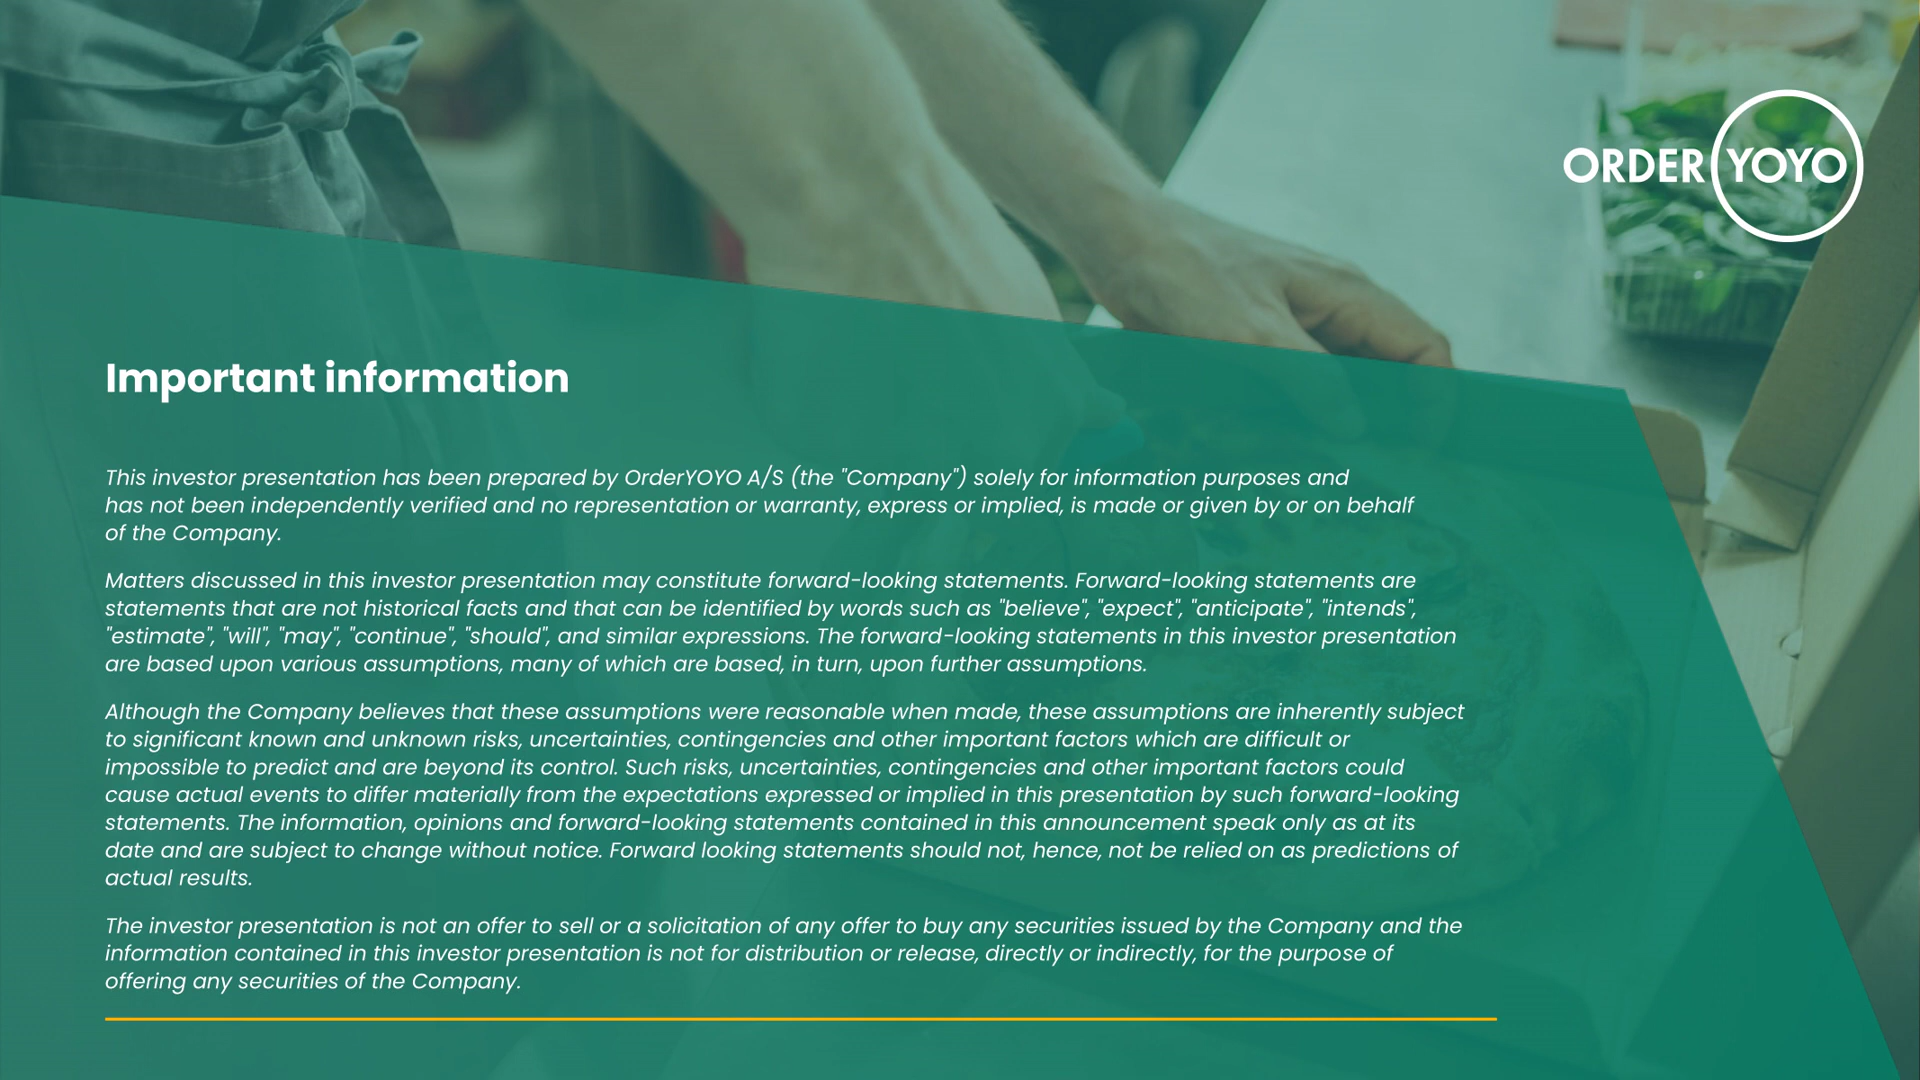 ORDER YOYO
Important information
This investor presentation has been prepared by OrderYOYO A/S (the "Company") solely for information purposes and
has not been independently verified and no representation or warranty, express or implied, is made or given by or on behalf
of the Company.
Matters discussed in this investor presentation may constitute forward-looking statements. Forward-looking statements are
statements that are not historical facts and that can be identified by words such as "believe", "expect", "anticipate", "intends",
"estimate", "will", "may", "continue", "should", and similar expressions. The forward-looking statements in this investor presentation
are based upon various assumptions, many of which are based, in turn, upon further assumptions.
Although the Company believes that these assumptions were reasonable when made, these assumptions are inherently subject
to significant known and unknown risks, uncertainties, contingencies and other important factors which are difficult or
impossible to predict and are beyond its control. Such risks, uncertainties, contingencies and other important factors could
cause actual events to differ materially from the expectations expressed or implied in this presentation by such forward-looking
statements. The information, opinions and forward-looking statements contained in this announcement speak only as at its
date and are subject to change without notice. Forward looking statements should not, hence, not be relied on as predictions of
actual results.
The investor presentation is not an offer to sell or a solicitation of any offer to buy any securities issued by the Company and the
information contained in this investor presentation is not for distribution or release, directly or indirectly, for the purpose of
offering any securities of the Company.